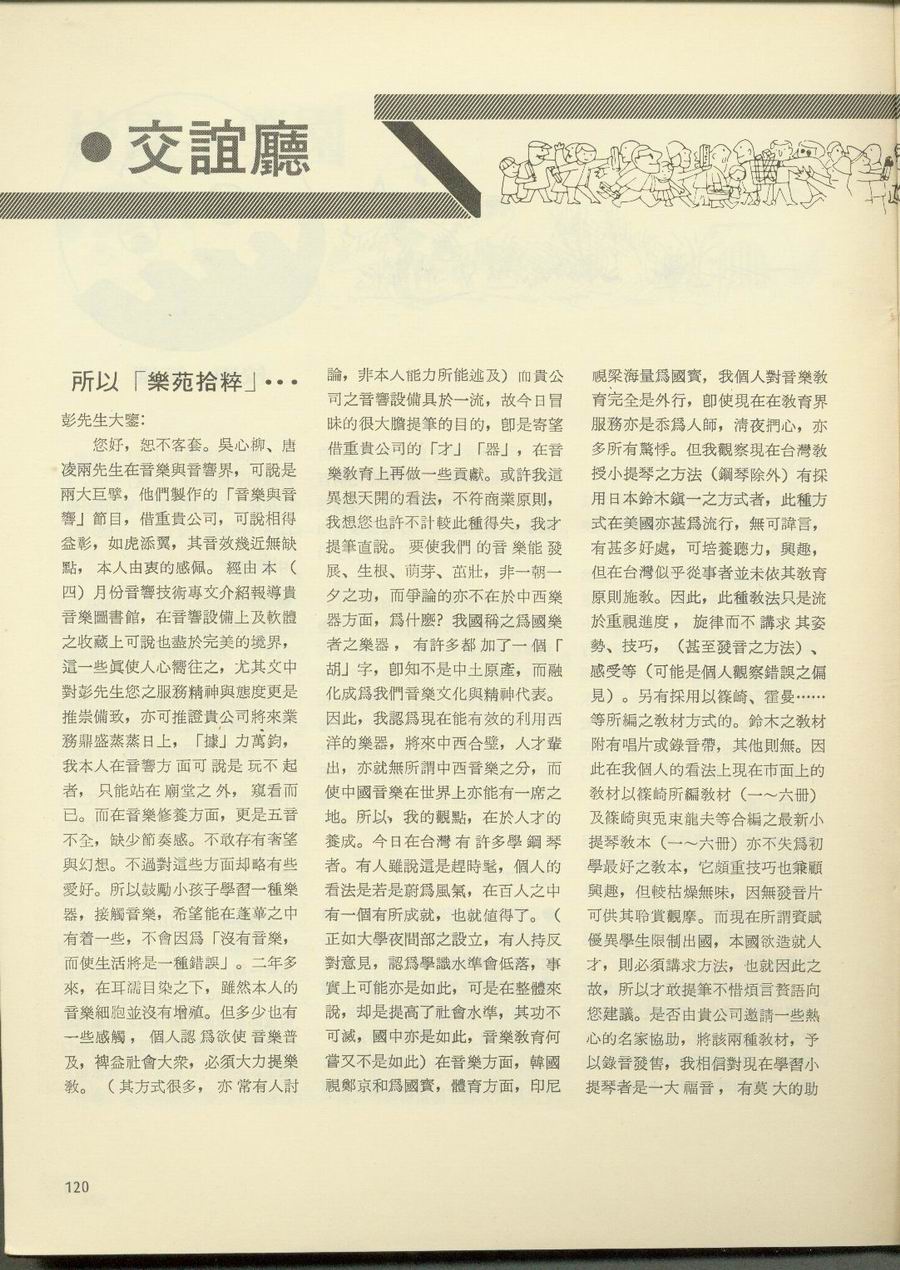 ●交誼廳
所以「樂苑拾粹」···
彭先生大鑒：
您好，恕不客套。吳心柳、唐
凌兩先生在音樂與音響界，可說是
兩大巨擘，他們製作的「音樂與音
響」節目，借重貴公司，可說相得
益彰，如虎添翼，其音效幾近無缺
點，本人由衷的感佩。經由本（
四）月份音響技術專文介紹報導貴
音樂圖書館，在音響設備上及軟體
之收藏上可說也盡於完美的境界，
這一些眞使人心嚮往之，尤其文中
對彭先生您之服務精神與態度更是
推崇備致，亦可推證貴公司將來業
務鼎盛蒸蒸日上，「據」力萬鈞，
我本人在音響方面可說是玩不起
者，只能站在廟堂之外，窺看而
已。而在音樂修養方面，更是五音
不全，缺少節奏感。不敢存有奢望
與幻想。不過對這些方面却略有些
愛好。所以鼓勵小孩子學習一種樂
器，接觸音樂，希望能在蓬蓽之中
有着一些，不會因爲「沒有音樂，
而使生活將是一種錯誤」。二年多
來，在耳濡目染之下，雖然本人的
音樂細胞並沒有增殖。但多少也有
一些感觸，個人認爲欲使音樂普
及，裨益社會大衆，必須大力提樂
敎。（其方式很多，亦常有人討
論，非本人能力所能述及）而貴公
司之音響設備具於一流，故今日冒
昧的很大膽提筆的目的，卽是寄望
借重貴公司的「才」「器」，在音
樂敎育上再做一些貢獻。或許我這
異想天開的看法，不符商業原則，
我想您也許不計較此種得失，我才
提筆直說。要使我們的音樂能發
展、生根、萌芽、茁壯，非一朝一
夕之功，而爭論的亦不在於中西樂
器方面，爲什麼？我國稱之爲國樂
者之樂器，有許多都加了一個「
胡」字，卽知不是中土原產，而融
化成爲我們音樂文化與精神代表。
因此，我認爲現在能有效的利用西
洋的樂器，將來中西合壁，人才輩
出，亦就無所謂中西音樂之分，而
使中國音樂在世界上亦能有一席之
地。所以，我的觀點，在於人才的
養成。今日在台灣有許多學鋼琴
者。有人雖說這是趕時髦，個人的
看法是若是蔚爲風氣，在百人之中
有一個有所成就，也就値得了。（
正如大學夜間部之設立，有人持反
對意見，認爲學識水準會低落，事
實上可能亦是如此，可是在整體來
說，却是提高了社會水準，其功不
可滅，國中亦是如此，音樂敎育何
嘗又不是如此）在音樂方面，韓國
視鄭京和爲國寳，體育方面，印尼
視梁海量爲國寳，我個人對音樂敎
育完全是外行，卽使現在在敎育界
服務亦是忝爲人師，淸夜捫心，亦
多所有驚悸。但我觀察現在台灣敎
授小提琴之方法（鋼琴除外）有採
用日本鈴木鎭一之方式者，此種方
式在美國亦甚爲流行，無可諱言，
有甚多好處，可培養聽力，興趣，
但在台灣似乎從事者並未依其敎育
原則施敎。因此，此種敎法只是流
於重視進度，旋律而不講求其姿
勢、技巧，（甚至發音之方法）、
感受等（可能是個人觀察錯誤之偏
見）。另有採用以篠崎、霍曼……
等所編之敎材方式的。鈴木之敎材
附有唱片或錄音帶，其他則無。因
此在我個人的看法上現在市面上的
敎材以篠崎所編敎材（一～六冊）
及篠崎與兎束龍夫等合編之最新小
提琴敎本（一～六冊）亦不失爲初
學最好之敎本，它頗重技巧也兼顧
興趣，但較枯燥無味，因無發音片
可供其聆賞觀摩。而現在所謂資賦
優異學生限制出國，本國欲造就人
才，則必須講求方法，也就因此之
故，所以才敢提筆不惜煩言贅語向
您建議。是否由貴公司邀請一些熱
心的名家協助，將該兩種敎材，予
以錄音發售，我相信對現在學習小
提琴者是一大福音，有莫大的助
120